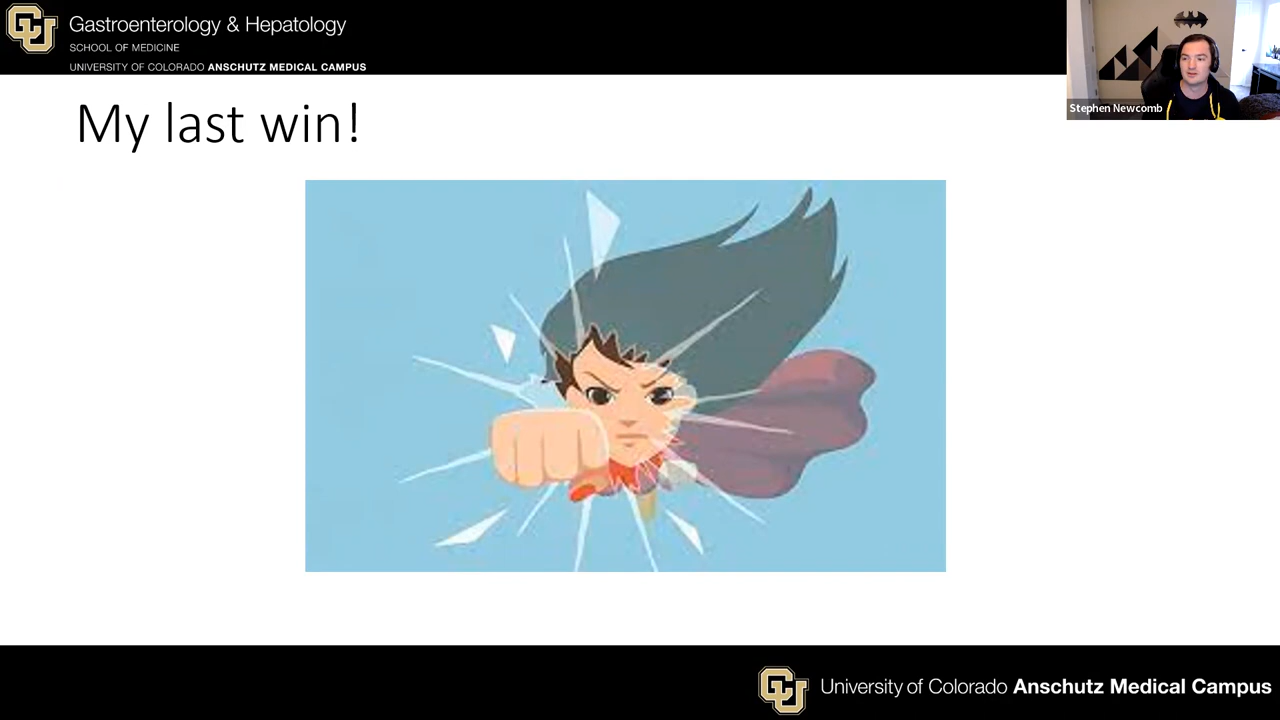 Gastroenterology & Hepatology
SCHOOL OF MEDICINE
UNIVERSITY OF COLORADO ANSCHUTZ MEDICAL CAMPUS
Stephen Newcomb
My last win!
University of Colorado Anschutz Medical Campus